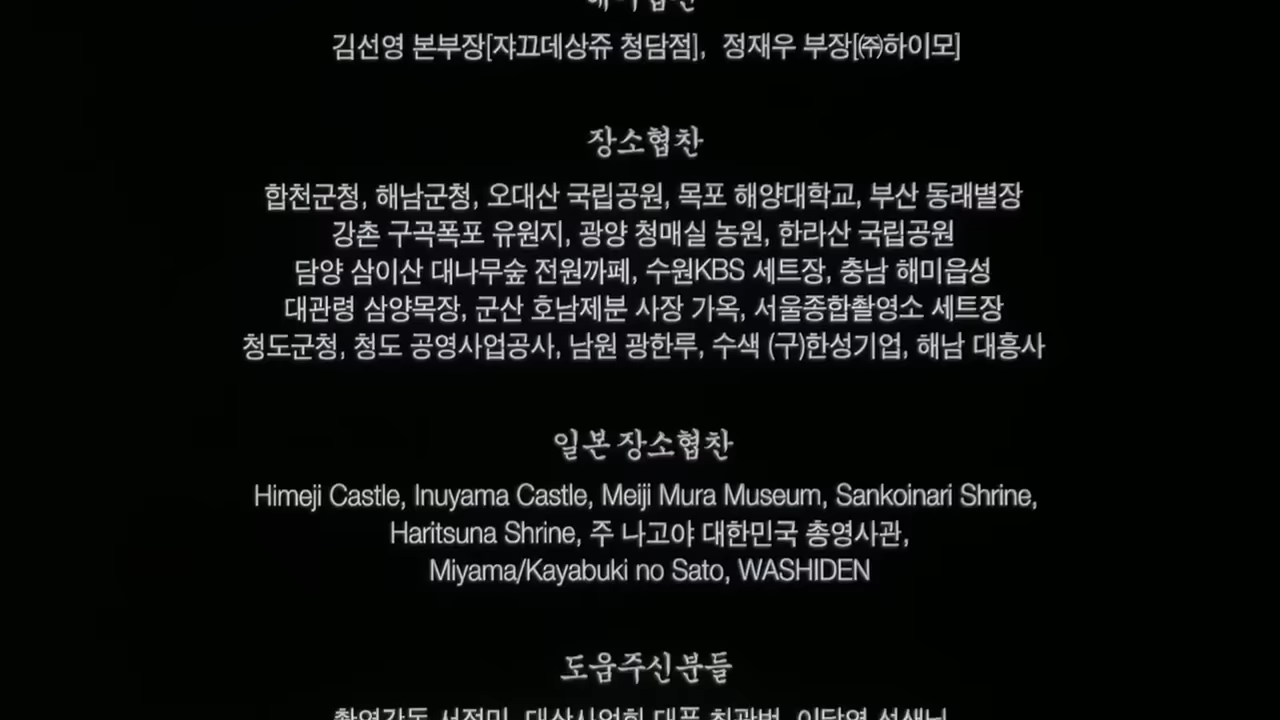 김선영 본부장[쟈끄데상쥬 청담점], 정재우 부장[㈜하이모]
장소협찬
합천군청, 해남군청, 오대산 국립공원, 목포 해양대학교, 부산 동래별장
강촌 구곡폭포 유원지, 광양 청매실 농원, 한라산 국립공원
담양 삼이산 대나무숲 전원까페, 수원KBS 세트장, 충남 해미읍성
대관령 삼양목장, 군산 호남제분 사장 가옥, 서울종합촬영소 세트장
청도군청, 청도 공영사업공사, 남원 광한루, 수색 (구)한성기업, 해남 대흥사
일본 장소협찬
Himeji Castle, Inuyama Castle, Meiji Mura Museum, Sankoinari Shrine,
Haritsuna Shrine, 주 나고야 대한민국 총영사관,
Miyama/Kayabuki no Sato, WASHIDEN
도움주신분들